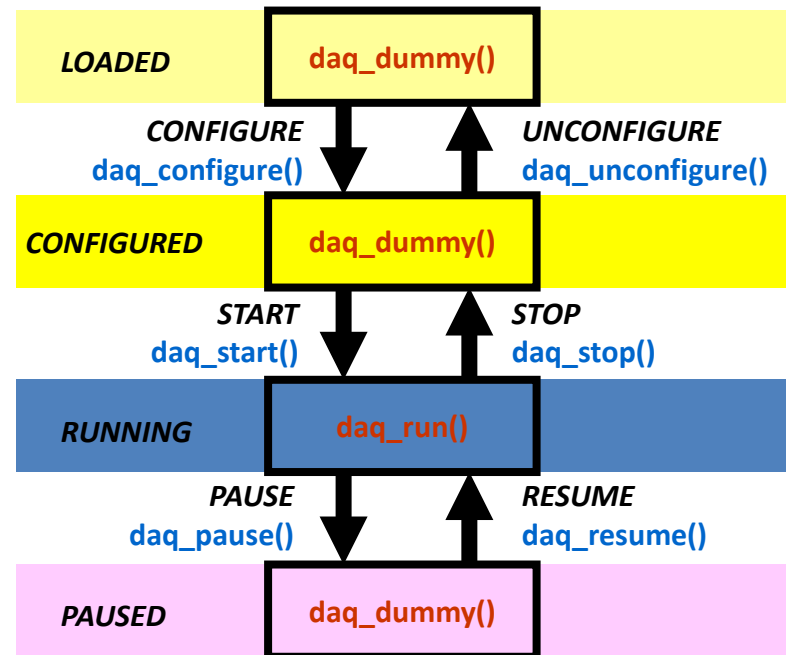 LOADED daq_dummy()
CONFIGURE UNCONFIGURE
daq_configure() daq_unconfigure()
CONFIGURED daq_dummy()
START STOP
daq_start() daq_stop()
RUNNING daq_run()
PAUSE RESUME
daq_pause() daq_resume()
PAUSED daq_dummy()